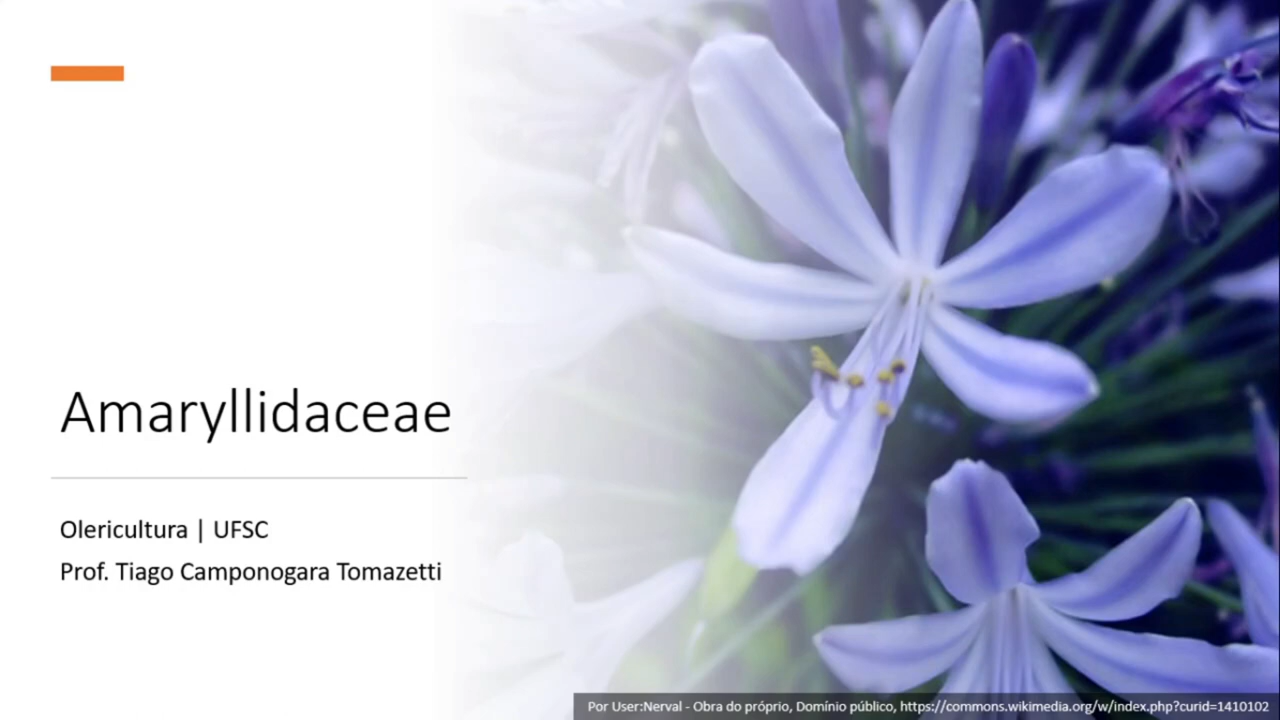 Amaryllidaceae
Olericultura | UFSC
Prof. Tiago Camponogara Tomazetti
Por User:Nerval - Obra do próprio, Domínio público, https://commons.wikimedia.org/w/index.php?curid=1410102